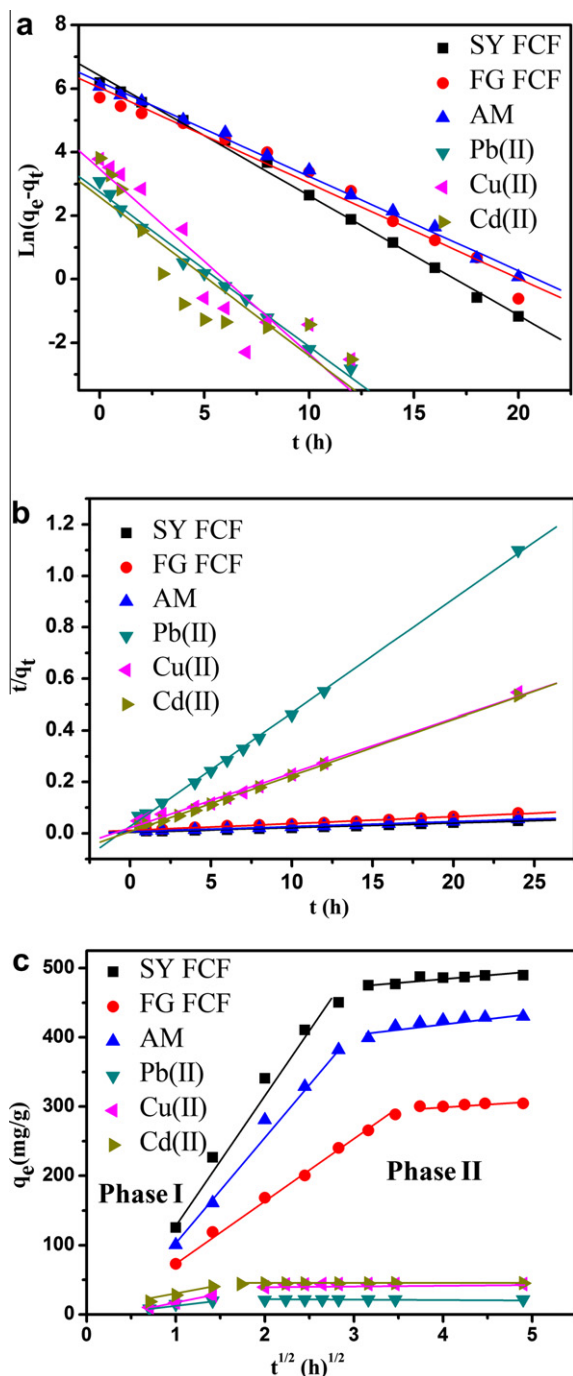 a
8
6
4
2
0
-2
Ln(qe-qt)
SY FCF
FG FCF
AM
Pb(II)
Cu(II)
Cd(II)
0 5 10 15 20
t (h)
b
1.2
1.0
0.8
0.6
0.4
0.2
0.0
t/qt
SY FCF
FG FCF
AM
Pb(II)
Cu(II)
Cd(II)
0 5 10 15 20 25
t (h)
c
500
400
300
200
100
0
qe(mg/g)
SY FCF
FG FCF
AM
Pb(II)
Cu(II)
Cd(II)
Phase I
Phase II
0 1 2 3 4 5
t^1/2 (h)^1/2